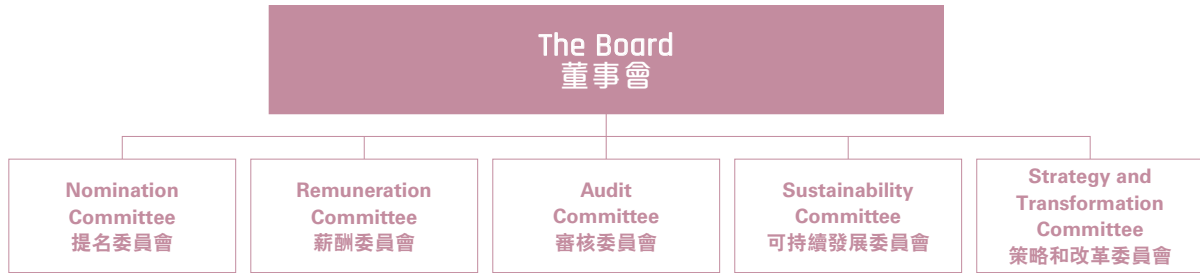 The Board
董事會
Nomination
Committee
提名委員會
Remuneration
Committee
薪酬委員會
Audit
Committee
審核委員會
Sustainability
Committee
可持續發展委員會
Strategy and
Transformation
Committee
策略和改革委員會